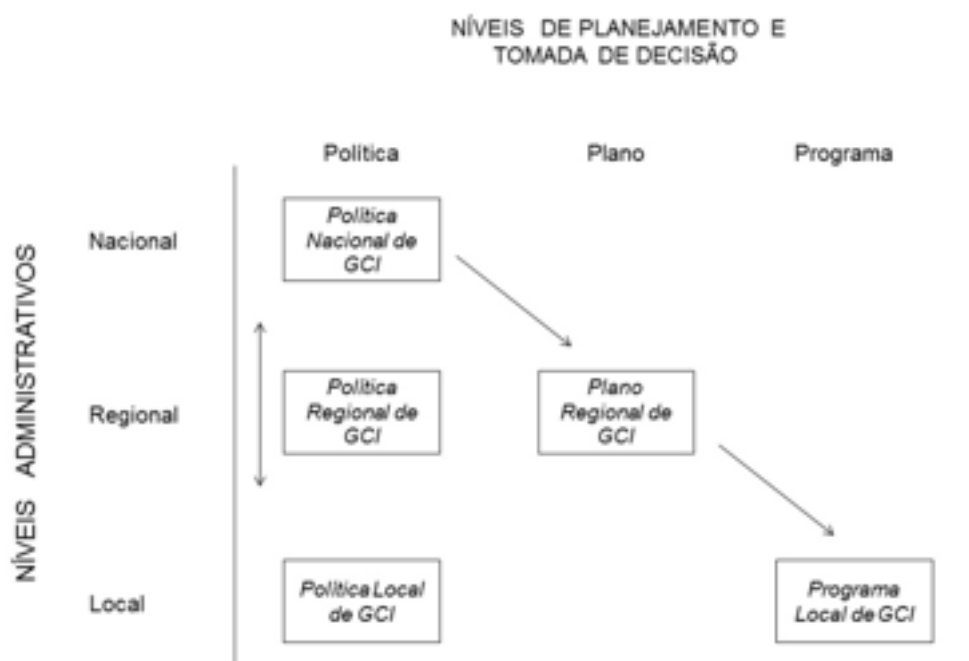 NÍVEIS DE PLANEJAMENTO E
TOMADA DE DECISÃO
Política
Plano
Programa
NÍVEIS ADMINISTRATIVOS
Nacional
Política
Nacional de
GCI
Regional
Política
Regional de
GCI
Plano
Regional de
GCI
Local
Política Local
de GCI
Programa
Local de GCI